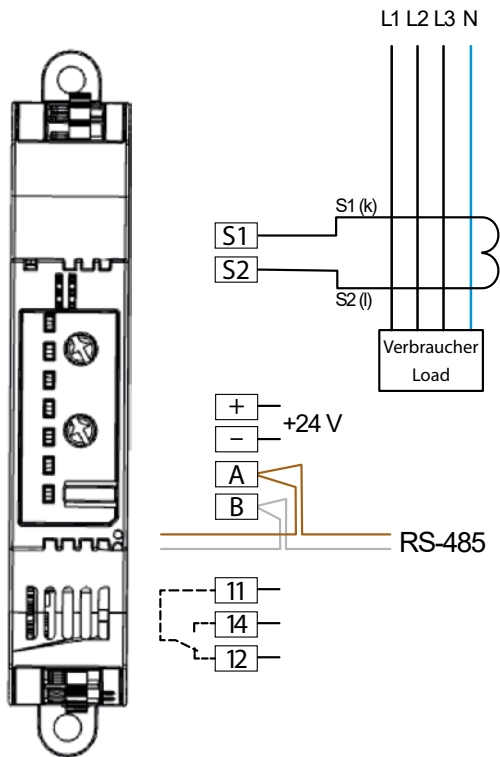 L1 L2 L3 N
S1 (k)
S1
S2
S2 (l)
Verbraucher
Load
+
+24 V
−
A
B
RS-485
11
14
12